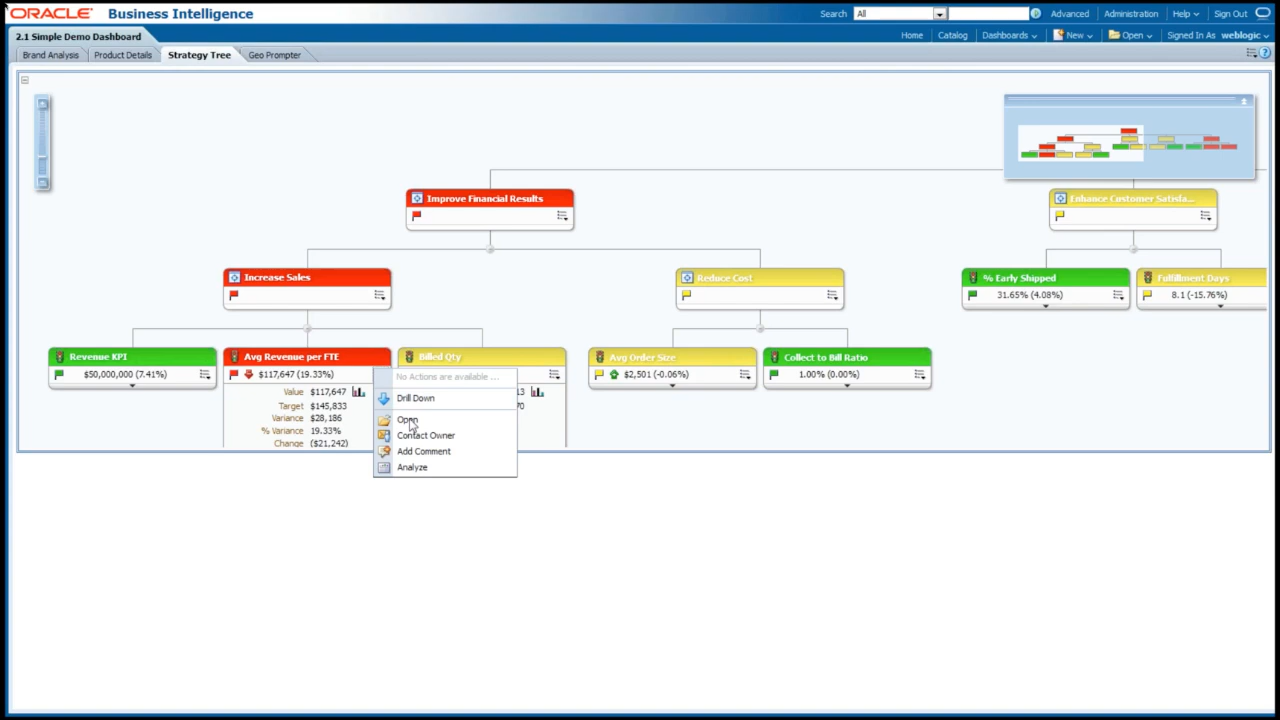 ORACLE Business Intelligence
Search All Advanced Administration Help Sign Out
2.1 Simple Demo Dashboard
Home Catalog Dashboards New Open Signed In As weblogic
Brand Analysis Product Details Strategy Tree Geo Prompter
Improve Financial Results
Enhance Customer Satisfa...
Increase Sales
Reduce Cost
% Early Shipped
31.65% (4.08%)
Fulfillment Days
8.1 (-15.76%)
Revenue KPI
$50,000,000 (7.41%)
Avg Revenue per FTE
$117,647 (19.33%)
Value $117,647
Target $145,833
Variance $28,186
% Variance 19.33%
Change ($21,242)
Billed Qty
13
70
No Actions are available ...
Drill Down
Open
Contact Owner
Add Comment
Analyze
Avg Order Size
$2,501 (-0.06%)
Collect to Bill Ratio
1.00% (0.00%)